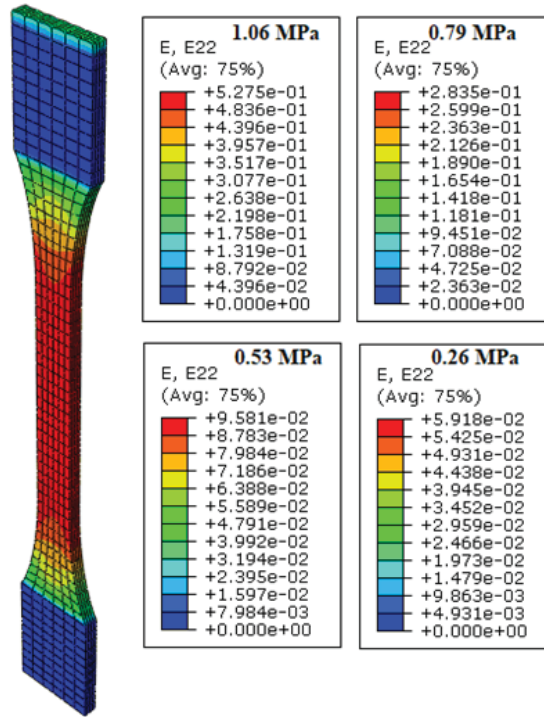 1.06 MPa
E, E22
(Avg: 75%)
+5.275e-01
+4.836e-01
+4.396e-01
+3.957e-01
+3.517e-01
+3.077e-01
+2.638e-01
+2.198e-01
+1.758e-01
+1.319e-01
+8.792e-02
+4.396e-02
+0.000e+00
0.79 MPa
E, E22
(Avg: 75%)
+2.835e-01
+2.599e-01
+2.363e-01
+2.126e-01
+1.890e-01
+1.654e-01
+1.418e-01
+1.181e-01
+9.451e-02
+7.088e-02
+4.725e-02
+2.363e-02
+0.000e+00
0.53 MPa
E, E22
(Avg: 75%)
+9.581e-02
+8.783e-02
+7.984e-02
+7.186e-02
+6.388e-02
+5.589e-02
+4.791e-02
+3.992e-02
+3.194e-02
+2.395e-02
+1.597e-02
+7.984e-03
+0.000e+00
0.26 MPa
E, E22
(Avg: 75%)
+5.918e-02
+5.425e-02
+4.931e-02
+4.438e-02
+3.945e-02
+3.452e-02
+2.959e-02
+2.466e-02
+1.973e-02
+1.479e-02
+9.863e-03
+4.931e-03
+0.000e+00